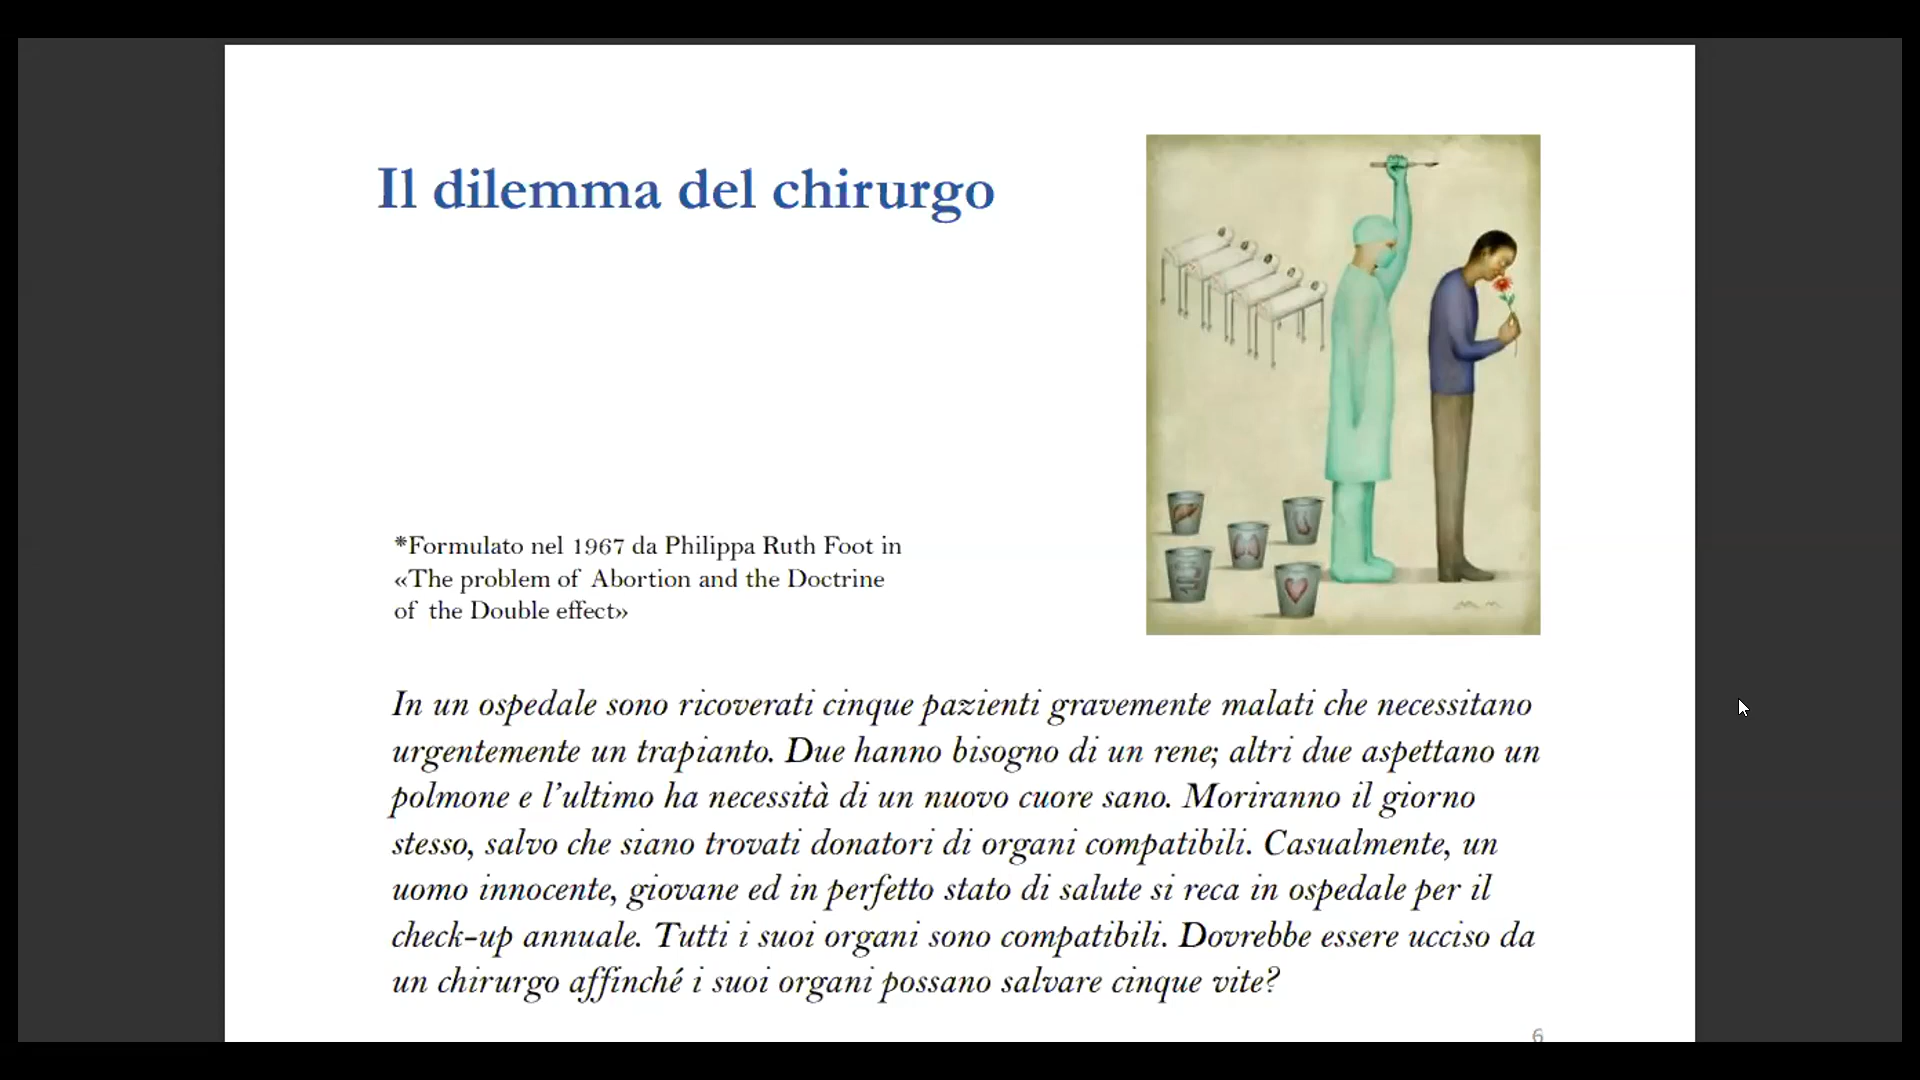 Il dilemma del chirurgo
*Formulato nel 1967 da Philippa Ruth Foot in
«The problem of Abortion and the Doctrine
of the Double effect»
In un ospedale sono ricoverati cinque pazienti gravemente malati che necessitano
urgentemente un trapianto. Due hanno bisogno di un rene; altri due aspettano un
polmone e l'ultimo ha necessità di un nuovo cuore sano. Moriranno il giorno
stesso, salvo che siano trovati donatori di organi compatibili. Casualmente, un
uomo innocente, giovane ed in perfetto stato di salute si reca in ospedale per il
check-up annuale. Tutti i suoi organi sono compatibili. Dovrebbe essere ucciso da
un chirurgo affinché i suoi organi possano salvare cinque vite?
6